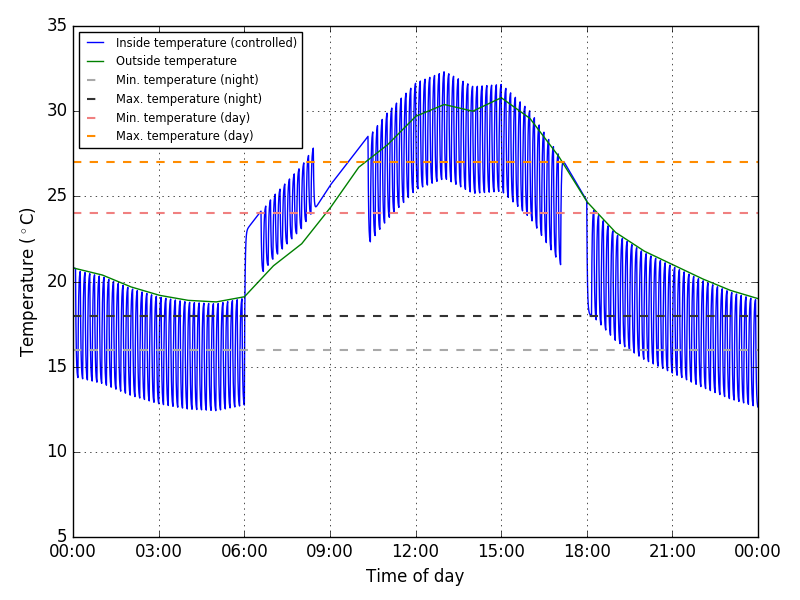 35
30
25
20
15
10
5
Temperature (°C)
Inside temperature (controlled)
Outside temperature
Min. temperature (night)
Max. temperature (night)
Min. temperature (day)
Max. temperature (day)
00:00 03:00 06:00 09:00 12:00 15:00 18:00 21:00 00:00
Time of day